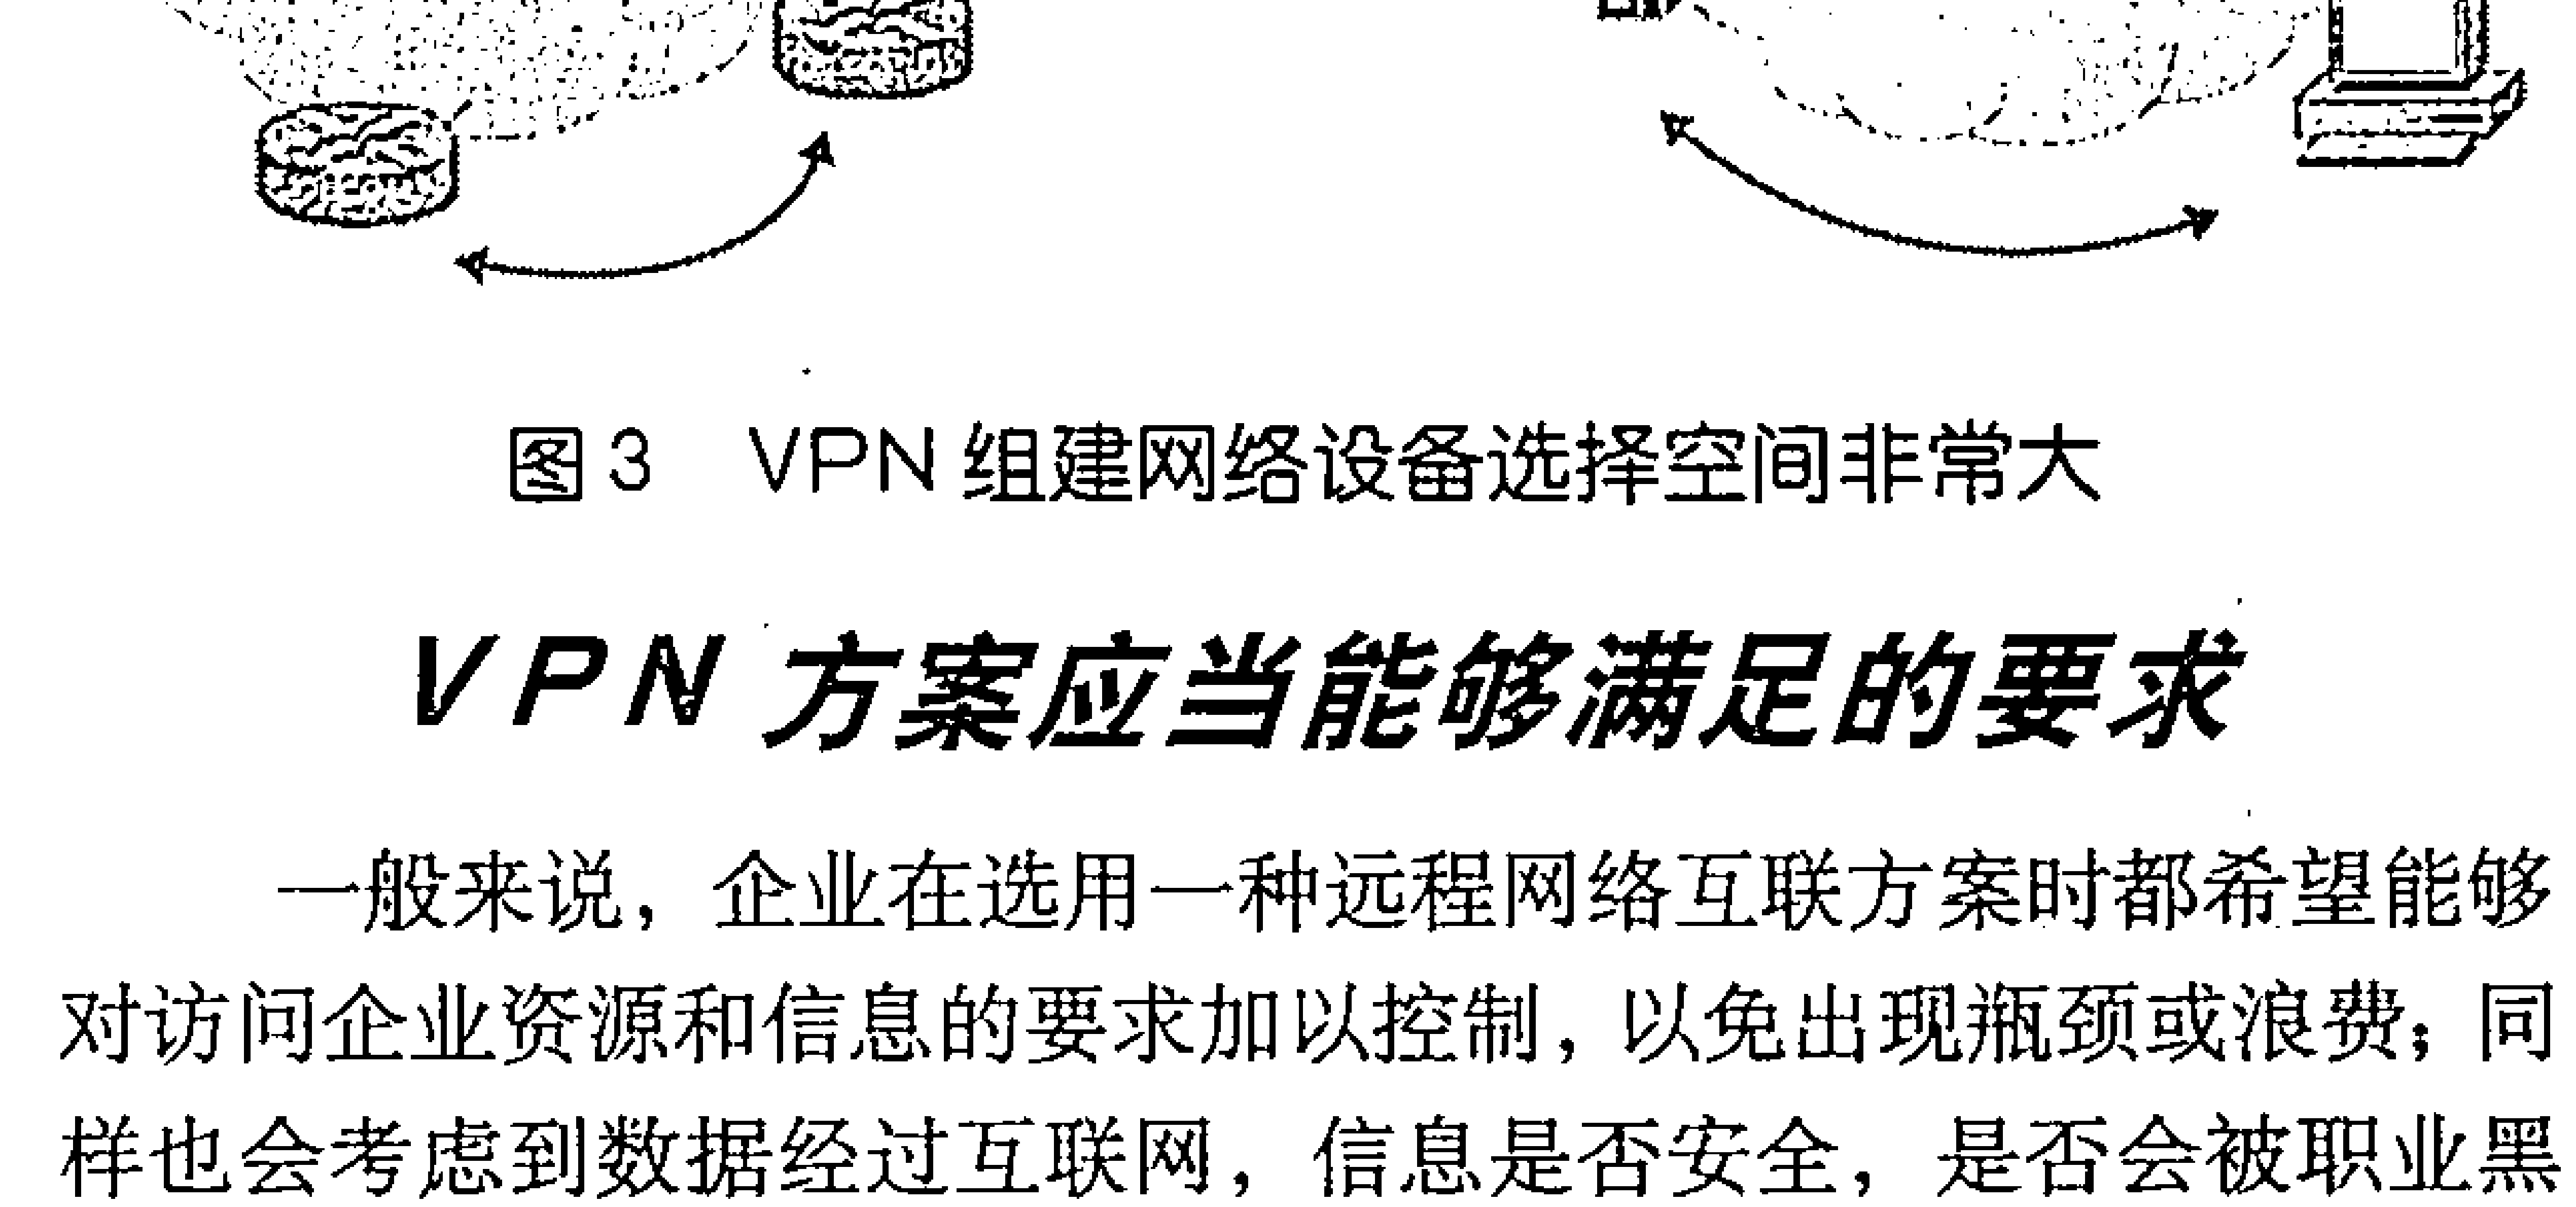 图3 VPN组建网络设备选择空间非常大
VPN方案应当能够满足的要求
一般来说，企业在选用一种远程网络互联方案时都希望能够
对访问企业资源和信息的要求加以控制，以免出现瓶颈或浪费；同
样也会考虑到数据经过互联网，信息是否安全，是否会被职业黑